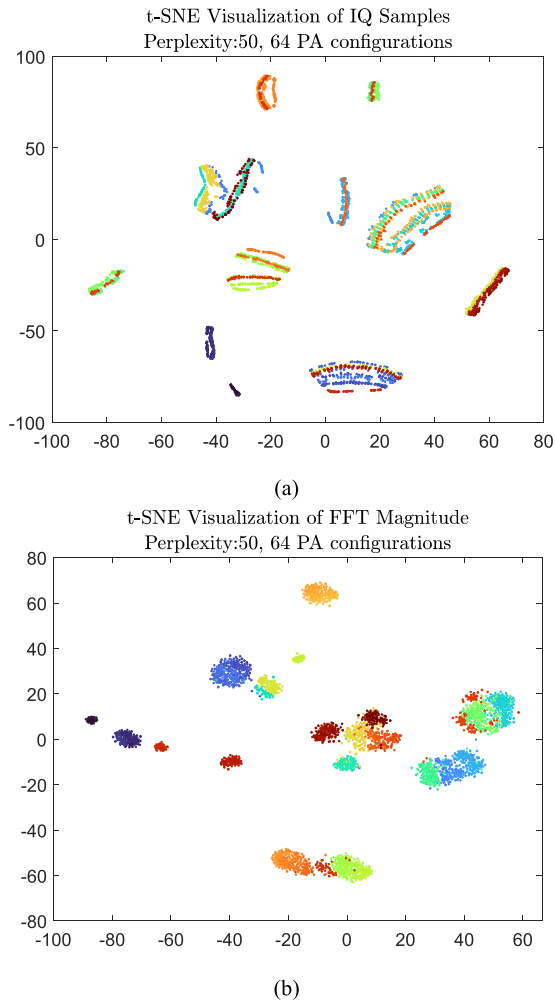 t-SNE Visualization of IQ Samples
Perplexity:50, 64 PA configurations
100
50
0
-50
-100
-100 -80 -60 -40 -20 0 20 40 60 80
(a)
t-SNE Visualization of FFT Magnitude
Perplexity:50, 64 PA configurations
80
60
40
20
0
-20
-40
-60
-80
-100 -80 -60 -40 -20 0 20 40 60
(b)